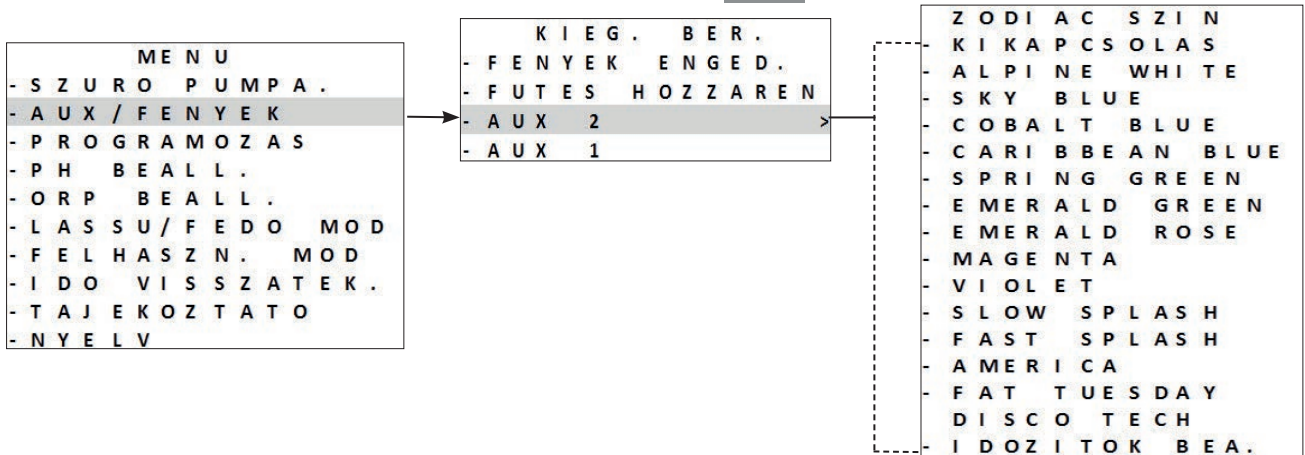 MENU
- SZURO PUMPA.
- AUX/FENYEK
- PROGRAMOZAS
- PH BEALL.
- ORP BEALL.
- LASSU/FEDO MOD
- FELHASZN. MOD
- IDO VISSZATEK.
- TAJEKOZTATO
- NYELV
KIEG. BER.
- FENYEK ENGED.
- FUTES HOZZAREN
- AUX 2 >
- AUX 1
ZODIAC SZIN
- KIKAPCSOLAS
- ALPINE WHITE
- SKY BLUE
- COBALT BLUE
- CARIBBEAN BLUE
- SPRING GREEN
- EMERALD GREEN
- EMERALD ROSE
- MAGENTA
- VIOLET
- SLOW SPLASH
- FAST SPLASH
- AMERICA
- FAT TUESDAY
DISCO TECH
- IDOZITOK BEA.